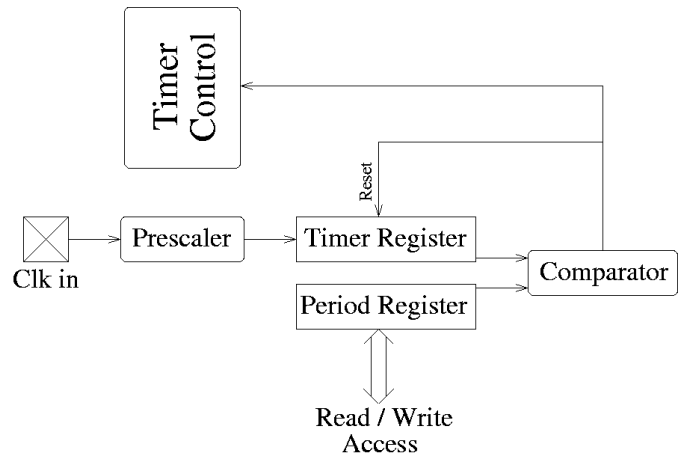 Timer
Control
Reset
Clk in
Prescaler
Timer Register
Comparator
Period Register
Read / Write
Access